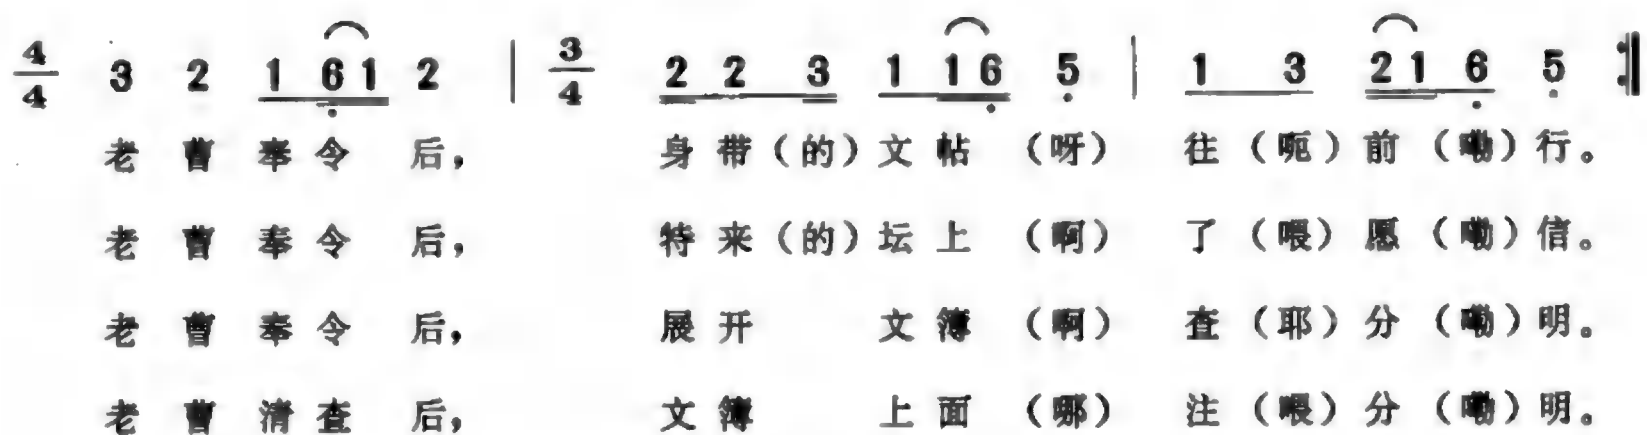 4/4 3 2 1 6 1 2 | 3/4 2 2 3 1 1 6 5 | 1 3 2 1 6 5 :|
老曹奉令后，身带（的）文帖（呀）往（呃）前（嘞）行。
老曹奉令后，特来（的）坛上（啊）了（喂）愿（嘞）信。
老曹奉令后，展开文簿（啊）查（耶）分（嘞）明。
老曹清查后，文簿上面（哪）注（喂）分（嘞）明。